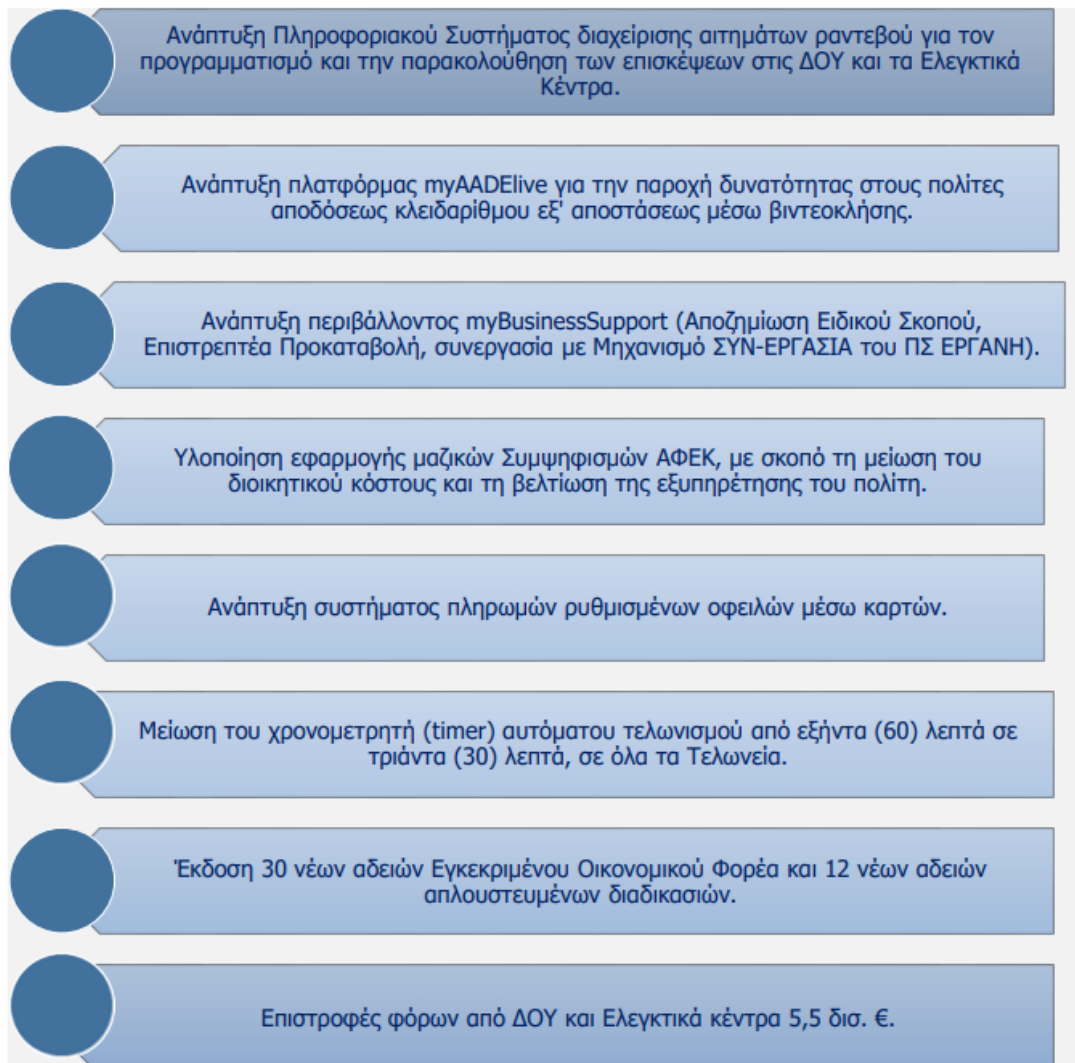 Ανάπτυξη Πληροφοριακού Συστήματος διαχείρισης αιτημάτων ραντεβού για τον
προγραμματισμό και την παρακολούθηση των επισκέψεων στις ΔΟΥ και τα Ελεγκτικά
Κέντρα.
Ανάπτυξη πλατφόρμας myAADElive για την παροχή δυνατότητας στους πολίτες
αποδόσεως κλειδαρίθμου εξ' αποστάσεως μέσω βιντεοκλήσης.
Ανάπτυξη περιβάλλοντος myBusinessSupport (Αποζημίωση Ειδικού Σκοπού,
Επιστρεπτέα Προκαταβολή, συνεργασία με Μηχανισμό ΣΥΝ-ΕΡΓΑΣΙΑ του ΠΣ ΕΡΓΑΝΗ).
Υλοποίηση εφαρμογής μαζικών Συμψηφισμών ΑΦΕΚ, με σκοπό τη μείωση του
διοικητικού κόστους και τη βελτίωση της εξυπηρέτησης του πολίτη.
Ανάπτυξη συστήματος πληρωμών ρυθμισμένων οφειλών μέσω καρτών.
Μείωση του χρονομετρητή (timer) αυτόματου τελωνισμού από εξήντα (60) λεπτά σε
τριάντα (30) λεπτά, σε όλα τα Τελωνεία.
Έκδοση 30 νέων αδειών Εγκεκριμένου Οικονομικού Φορέα και 12 νέων αδειών
απλουστευμένων διαδικασιών.
Επιστροφές φόρων από ΔΟΥ και Ελεγκτικά κέντρα 5,5 δισ. €.